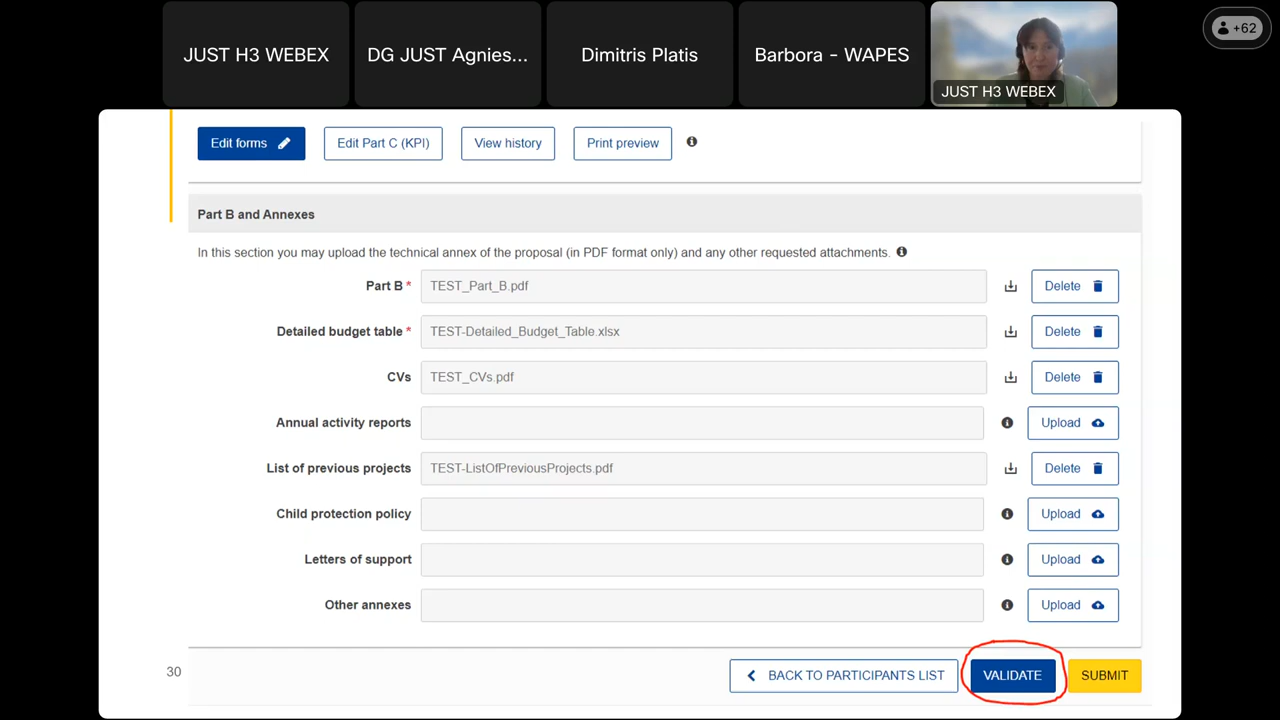 JUST H3 WEBEX
DG JUST Agnies...
Dimitris Platis
Barbora - WAPES
JUST H3 WEBEX
+62
Edit forms
Edit Part C (KPI)
View history
Print preview
Part B and Annexes
In this section you may upload the technical annex of the proposal (in PDF format only) and any other requested attachments.
Part B * TEST_Part_B.pdf Delete
Detailed budget table * TEST-Detailed_Budget_Table.xlsx Delete
CVs TEST_CVs.pdf Delete
Annual activity reports Upload
List of previous projects TEST-ListOfPreviousProjects.pdf Delete
Child protection policy Upload
Letters of support Upload
Other annexes Upload
30
BACK TO PARTICIPANTS LIST
VALIDATE
SUBMIT